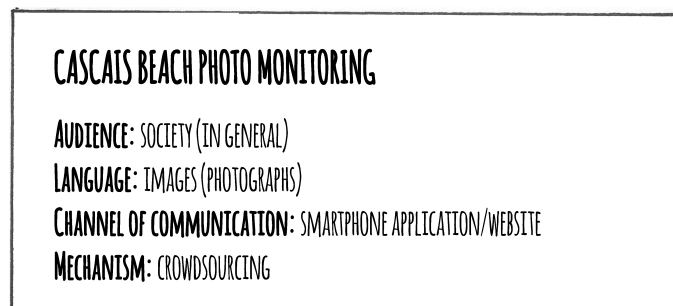 CASCAIS BEACH PHOTO MONITORING
AUDIENCE: SOCIETY (IN GENERAL)
LANGUAGE: IMAGES (PHOTOGRAPHS)
CHANNEL OF COMMUNICATION: SMARTPHONE APPLICATION/WEBSITE
MECHANISM: CROWDSOURCING